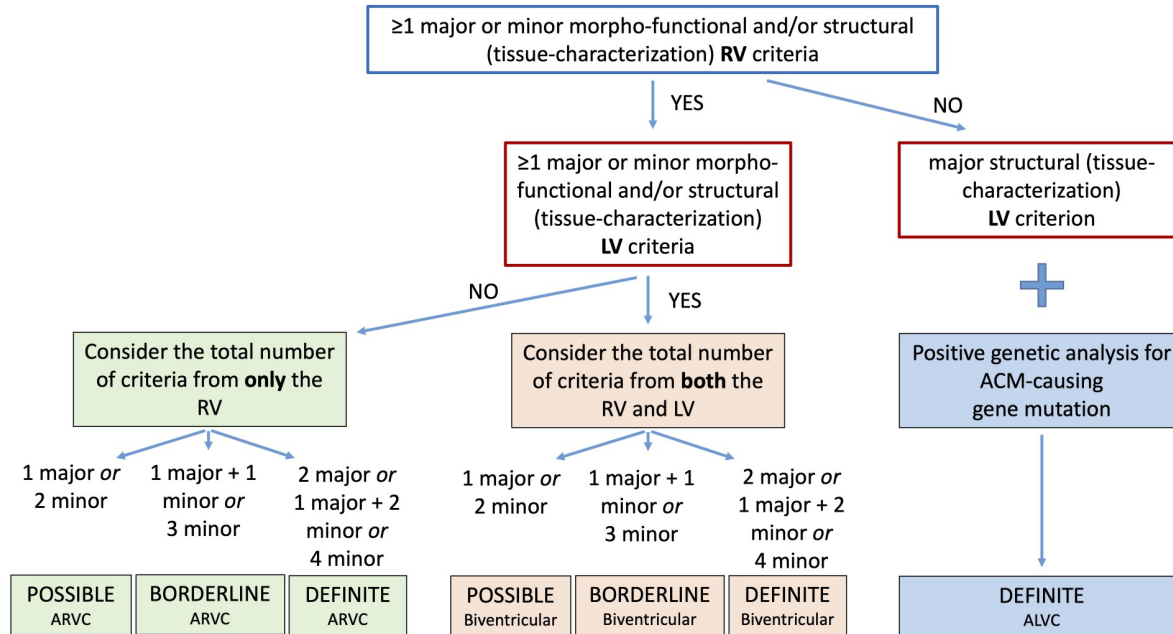 ≥1 major or minor morpho-functional and/or structural
(tissue-characterization) RV criteria
YES
NO
≥1 major or minor morpho-
functional and/or structural
(tissue-characterization)
LV criteria
major structural (tissue-
characterization)
LV criterion
NO
YES
Consider the total number
of criteria from only the
RV
Consider the total number
of criteria from both the
RV and LV
Positive genetic analysis for
ACM-causing
gene mutation
1 major or
2 minor
1 major + 1
minor or
3 minor
2 major or
1 major + 2
minor or
4 minor
1 major or
2 minor
1 major + 1
minor or
3 minor
2 major or
1 major + 2
minor or
4 minor
POSSIBLE
ARVC
BORDERLINE
ARVC
DEFINITE
ARVC
POSSIBLE
Biventricular
BORDERLINE
Biventricular
DEFINITE
Biventricular
DEFINITE
ALVC